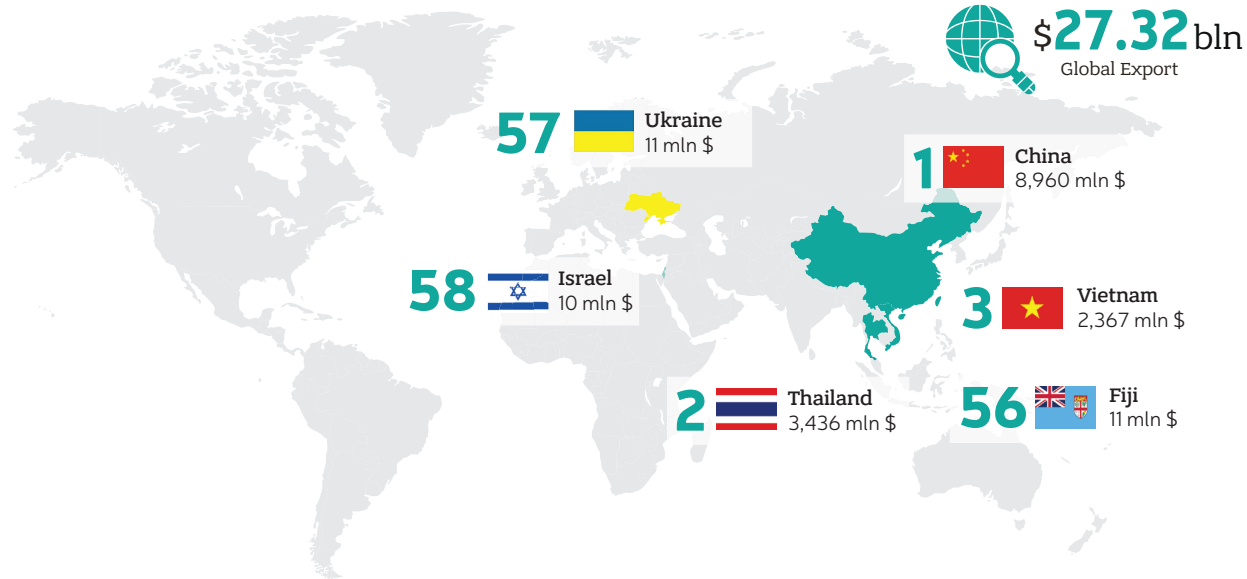 $27.32 bln
Global Export
57
Ukraine
11 mln $
1
China
8,960 mln $
58
Israel
10 mln $
3
Vietnam
2,367 mln $
2
Thailand
3,436 mln $
56
Fiji
11 mln $